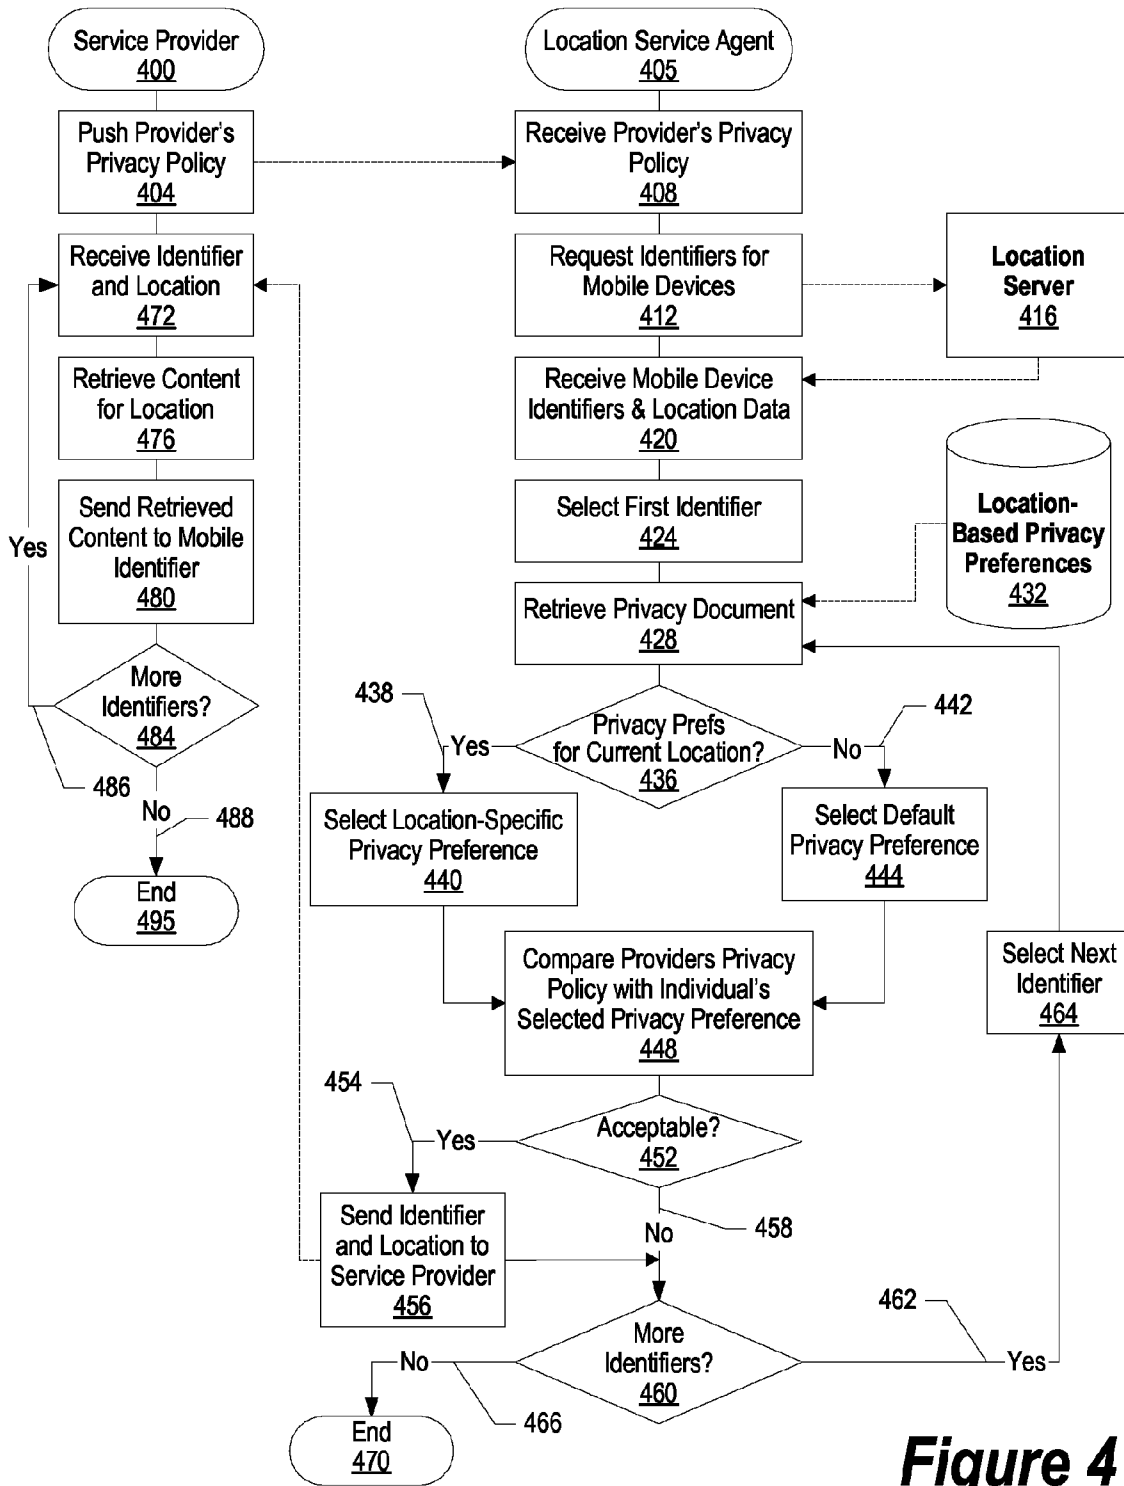 Service Provider
400
Location Service Agent
405
Push Provider's
Privacy Policy
404
Receive Provider's Privacy
Policy
408
Receive Identifier
and Location
472
Request Identifiers for
Mobile Devices
412
Location
Server
416
Retrieve Content
for Location
476
Receive Mobile Device
Identifiers & Location Data
420
Send Retrieved
Content to Mobile
Identifier
480
Select First Identifier
424
Location-
Based Privacy
Preferences
432
Yes
Retrieve Privacy Document
428
More
Identifiers?
484
438
Yes
Privacy Prefs
for Current Location?
436
No
442
486
No
488
Select Location-Specific
Privacy Preference
440
Select Default
Privacy Preference
444
End
495
Compare Providers Privacy
Policy with Individual's
Selected Privacy Preference
448
Select Next
Identifier
464
454
Yes
Acceptable?
452
Send Identifier
and Location to
Service Provider
456
No
458
462
More
Identifiers?
460
No
Yes
466
End
470
Figure 4